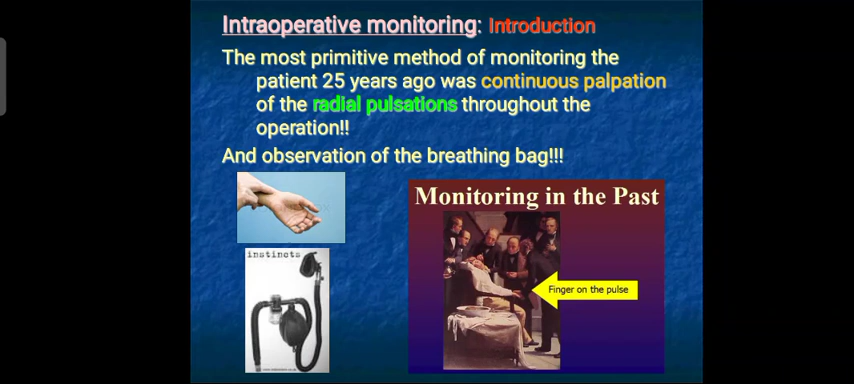 Intraoperative monitoring: Introduction
The most primitive method of monitoring the
patient 25 years ago was continuous palpation
of the radial pulsations throughout the
operation!!
And observation of the breathing bag!!!
instincts
Monitoring in the Past
Finger on the pulse